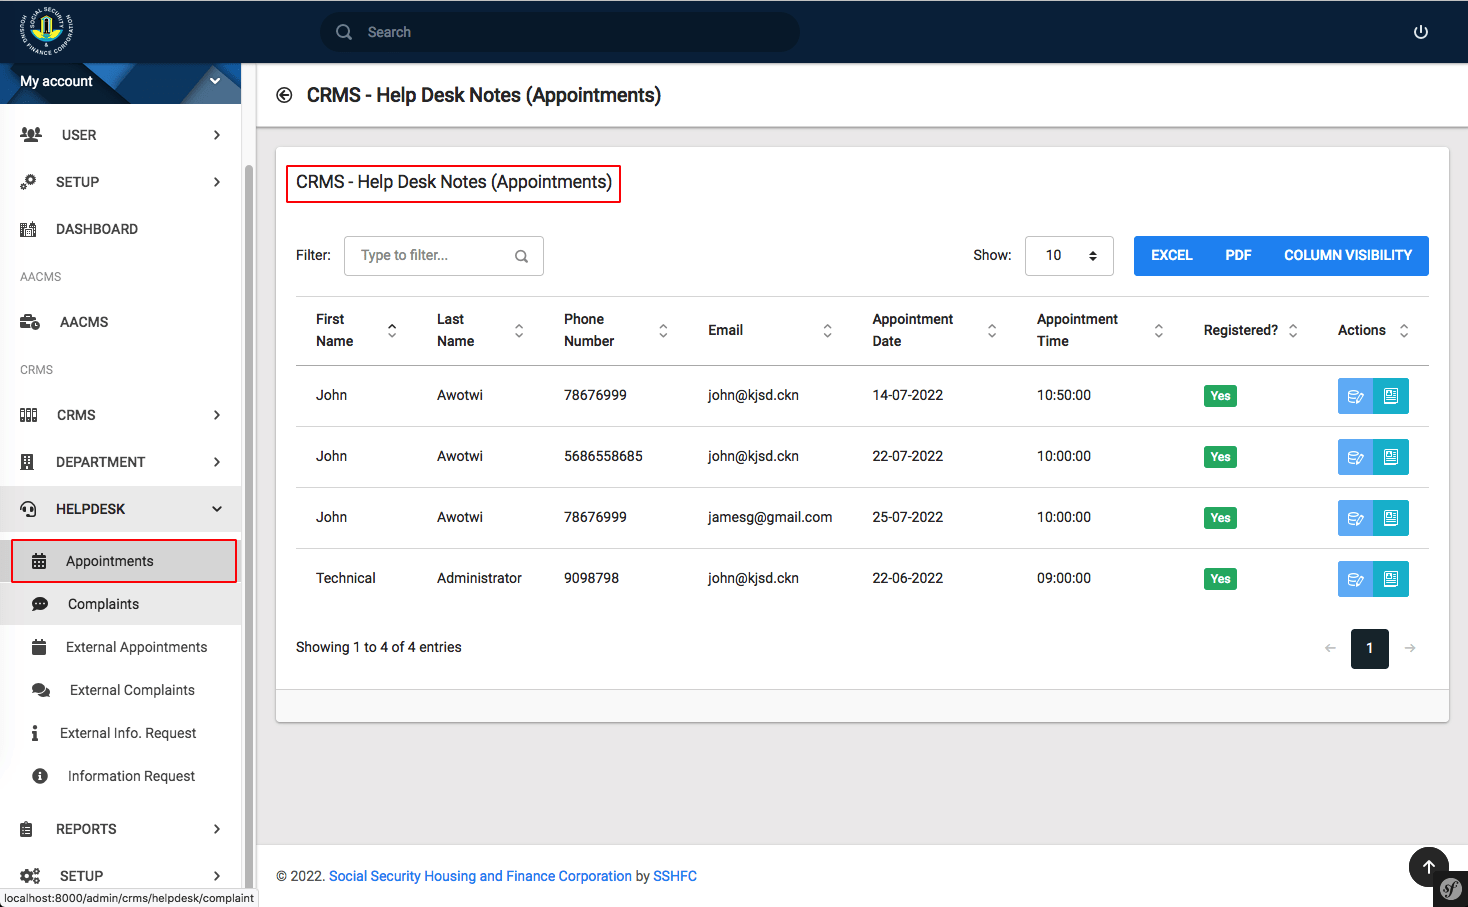 SOCIAL SECURITY
&
HOUSING FINANCE CORPORATION
Search
My account
CRMS - Help Desk Notes (Appointments)
USER
SETUP
DASHBOARD
AACMS
AACMS
CRMS
CRMS
DEPARTMENT
HELPDESK
Appointments
Complaints
External Appointments
External Complaints
External Info. Request
Information Request
REPORTS
SETUP
CRMS - Help Desk Notes (Appointments)
Filter: Type to filter... Show: 10 EXCEL PDF COLUMN VISIBILITY
First Name Last Name Phone Number Email Appointment Date Appointment Time Registered? Actions
John Awotwi 78676999 john@kjsd.ckn 14-07-2022 10:50:00 Yes
John Awotwi 5686558685 john@kjsd.ckn 22-07-2022 10:00:00 Yes
John Awotwi 78676999 jamesg@gmail.com 25-07-2022 10:00:00 Yes
Technical Administrator 9098798 john@kjsd.ckn 22-06-2022 09:00:00 Yes
Showing 1 to 4 of 4 entries
← 1 →
© 2022. Social Security Housing and Finance Corporation by SSHFC
sf
localhost:8000/admin/crms/helpdesk/complaint